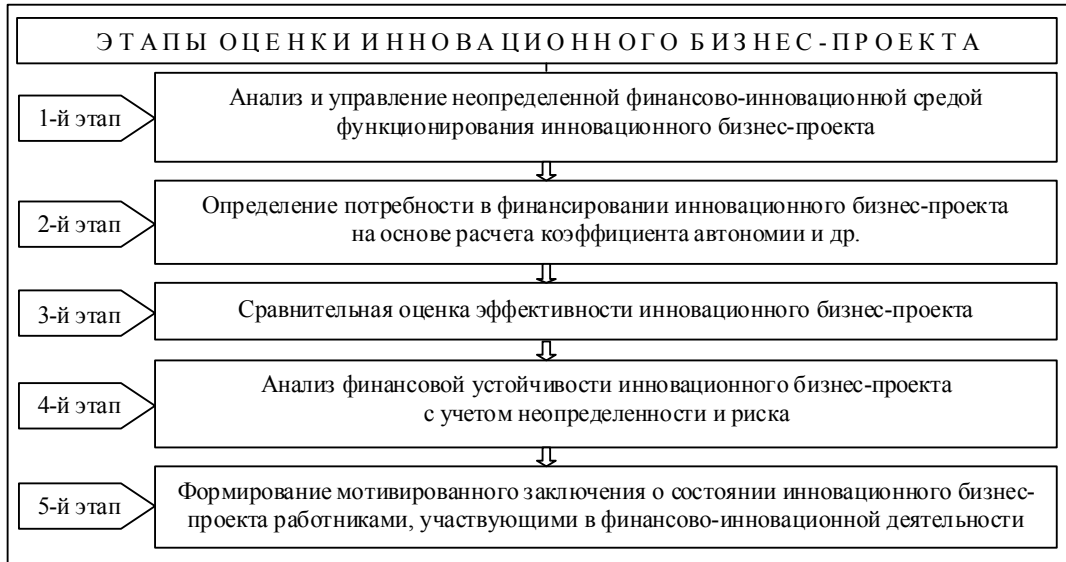 ЭТАПЫ ОЦЕНКИ ИННОВАЦИОННОГО БИЗНЕС-ПРОЕКТА
1-й этап
Анализ и управление неопределенной финансово-инновационной средой
функционирования инновационного бизнес-проекта
2-й этап
Определение потребности в финансировании инновационного бизнес-проекта
на основе расчета коэффициента автономии и др.
3-й этап
Сравнительная оценка эффективности инновационного бизнес-проекта
4-й этап
Анализ финансовой устойчивости инновационного бизнес-проекта
с учетом неопределенности и риска
5-й этап
Формирование мотивированного заключения о состоянии инновационного бизнес-
проекта работниками, участвующими в финансово-инновационной деятельности